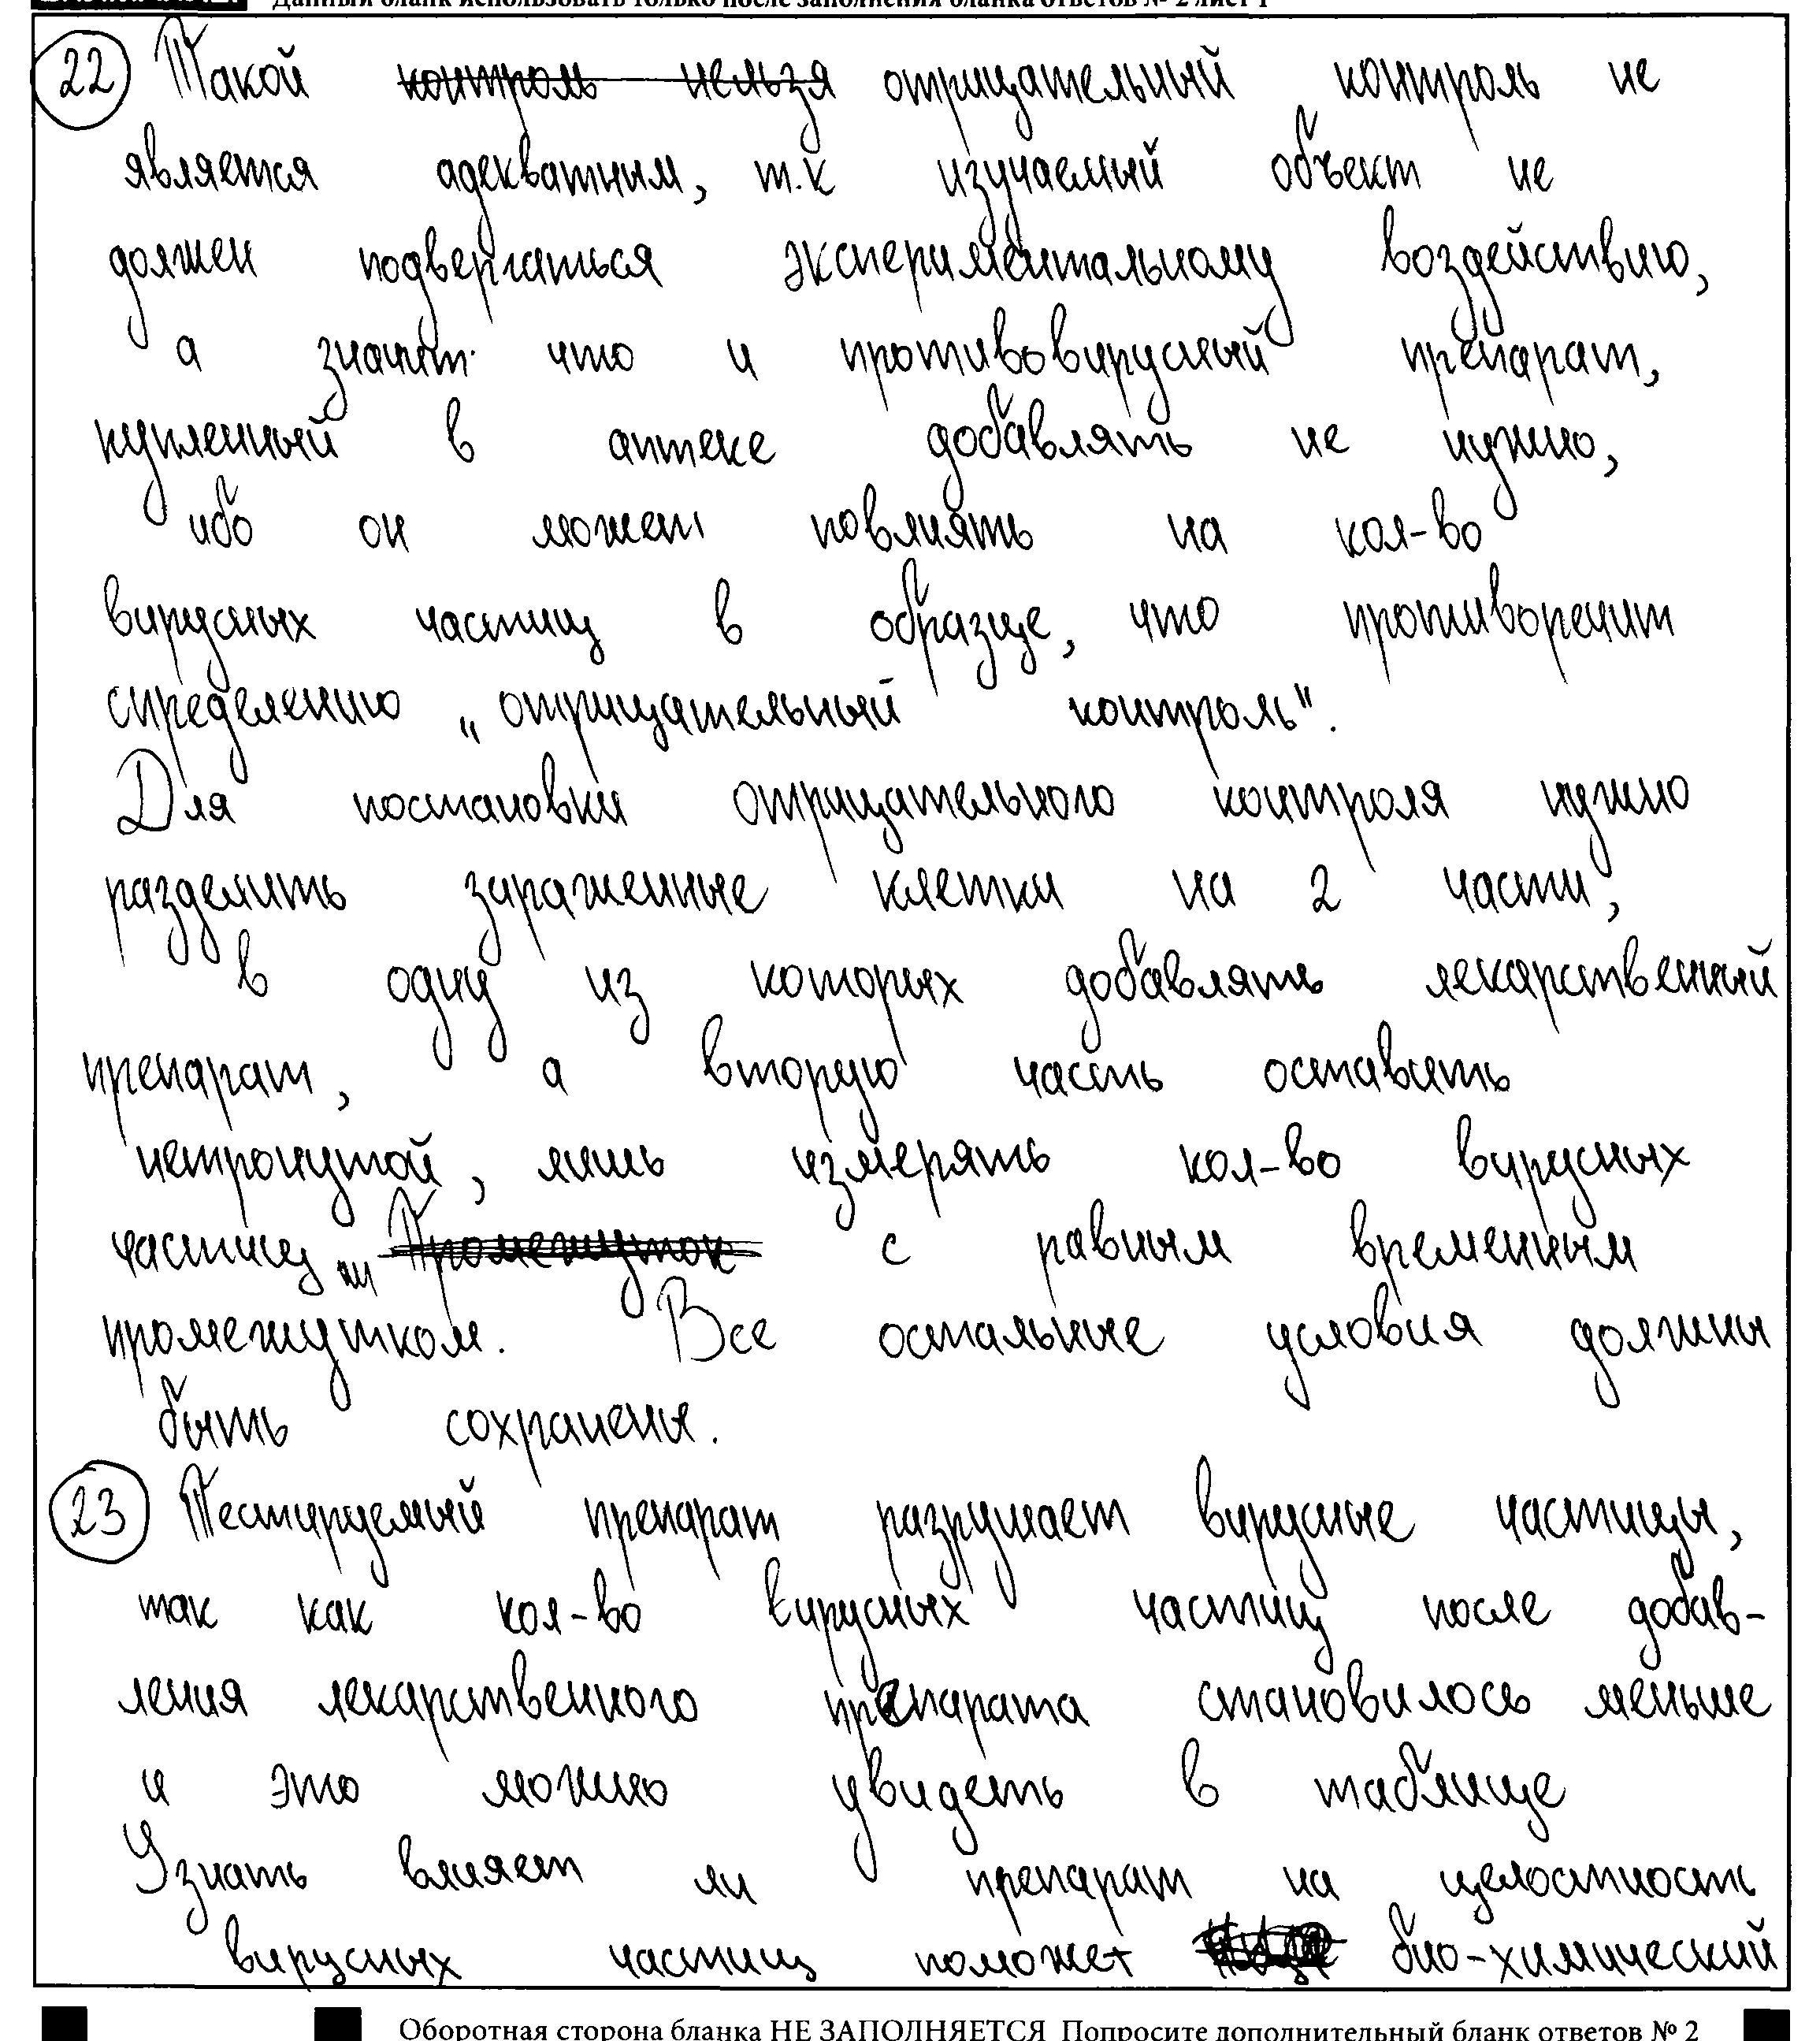 Данный бланк использовать только после заполнения бланка ответов № 2 лист 1
22 Такой контроль нельзя отрицательный контроль не
является адекватным, т.к изучаемый объект не
должен подвергаться экспериментальному воздействию,
а значит что и противовирусный препарат,
купленный в аптеке добавлять не нужно,
ибо он может повлиять на кол-во
вирусных частиц в образце, что противоречит
определению „отрицательный контроль".
Для постановки отрицательного контроля нужно
разделить зараженные клетки на 2 части,
в одну из которых добавлять лекарственный
препарат, а вторую часть оставить
нетронутой, лишь измерять кол-во вирусных
частиц Промежуток с равным временным
промежутком. Все остальные условия должны
быть сохранены.
23 Тестируемый препарат разрушает вирусные частицы,
так как кол-во вирусных частиц после добав-
ления лекарственного препарата становилось меньше
и это можно увидеть в таблице
Узнать влияет ли препарат на целостность
вирусных частиц поможет био-химический
Оборотная сторона бланка НЕ ЗАПОЛНЯЕТСЯ Попросите дополнительный бланк ответов № 2